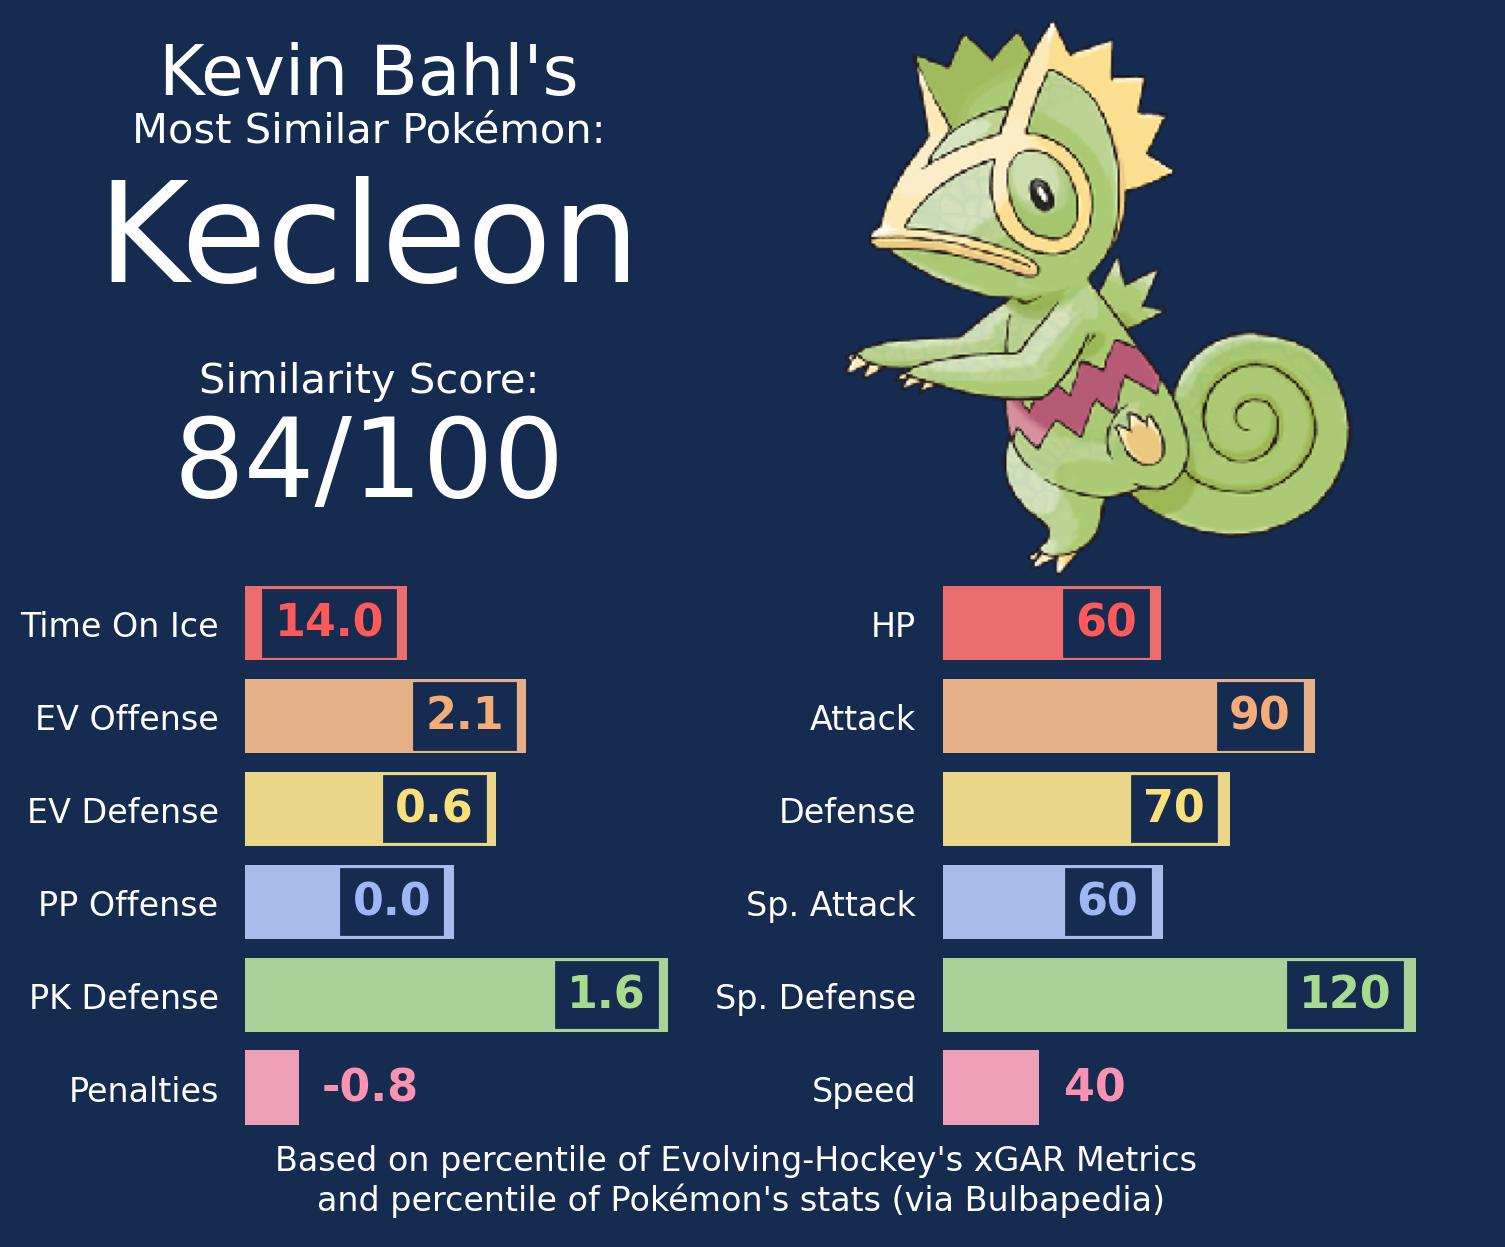 Kevin Bahl's
Most Similar Pokémon:
Kecleon
Similarity Score:
84/100
Time On Ice 14.0
EV Offense 2.1
EV Defense 0.6
PP Offense 0.0
PK Defense 1.6
Penalties -0.8
HP 60
Attack 90
Defense 70
Sp. Attack 60
Sp. Defense 120
Speed 40
Based on percentile of Evolving-Hockey's xGAR Metrics
and percentile of Pokémon's stats (via Bulbapedia)